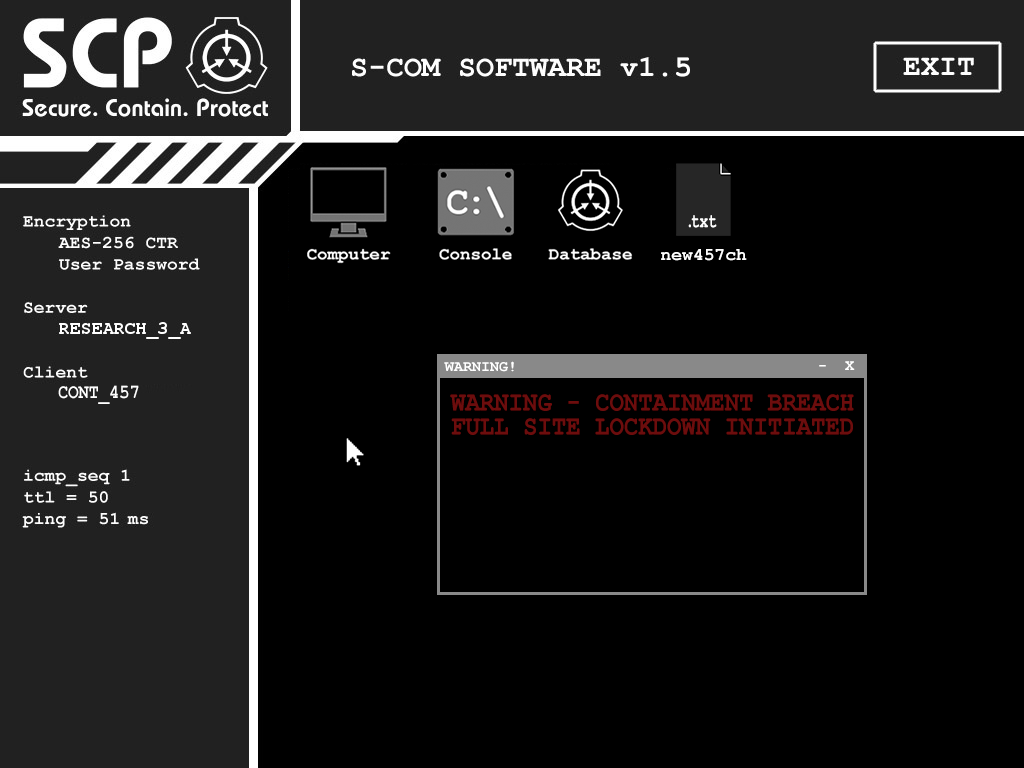 SCP
Secure. Contain. Protect
S-COM SOFTWARE v1.5
EXIT
Encryption
AES-256 CTR
User Password
Server
RESEARCH_3_A
Client
CONT_457
icmp_seq 1
ttl = 50
ping = 51 ms
Computer
C:\
Console
Database
.txt
new457ch
WARNING!
- X
WARNING - CONTAINMENT BREACH
FULL SITE LOCKDOWN INITIATED